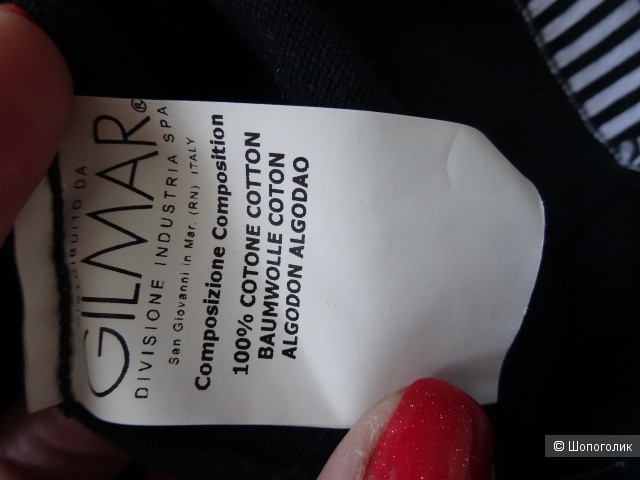 DA:
GILMAR®
DIVISIONE INDUSTRIA SPA
San Giovanni in Mar. (RN) ITALY
Composizione Composition
100% COTONE COTTON
BAUMWOLLE COTON
ALGODON ALGODAO
© Шопоголик